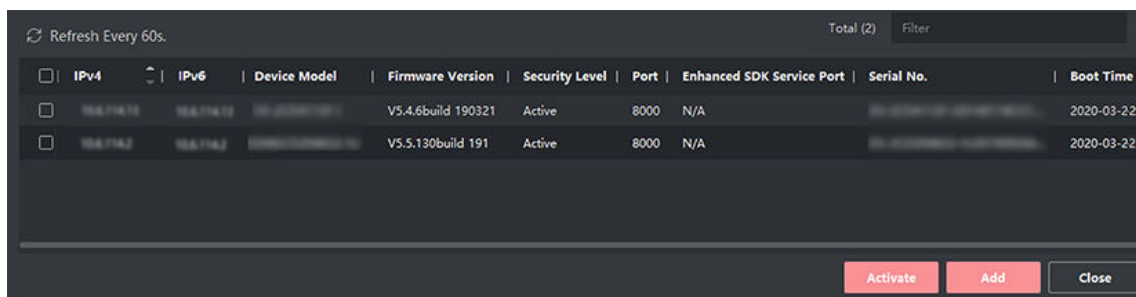 Refresh Every 60s. Total (2) Filter
IPv4 IPv6 Device Model Firmware Version Security Level Port Enhanced SDK Service Port Serial No. Boot Time
V5.4.6build 190321 Active 8000 N/A 2020-03-22
V5.5.130build 191 Active 8000 N/A 2020-03-22
Activate Add Close